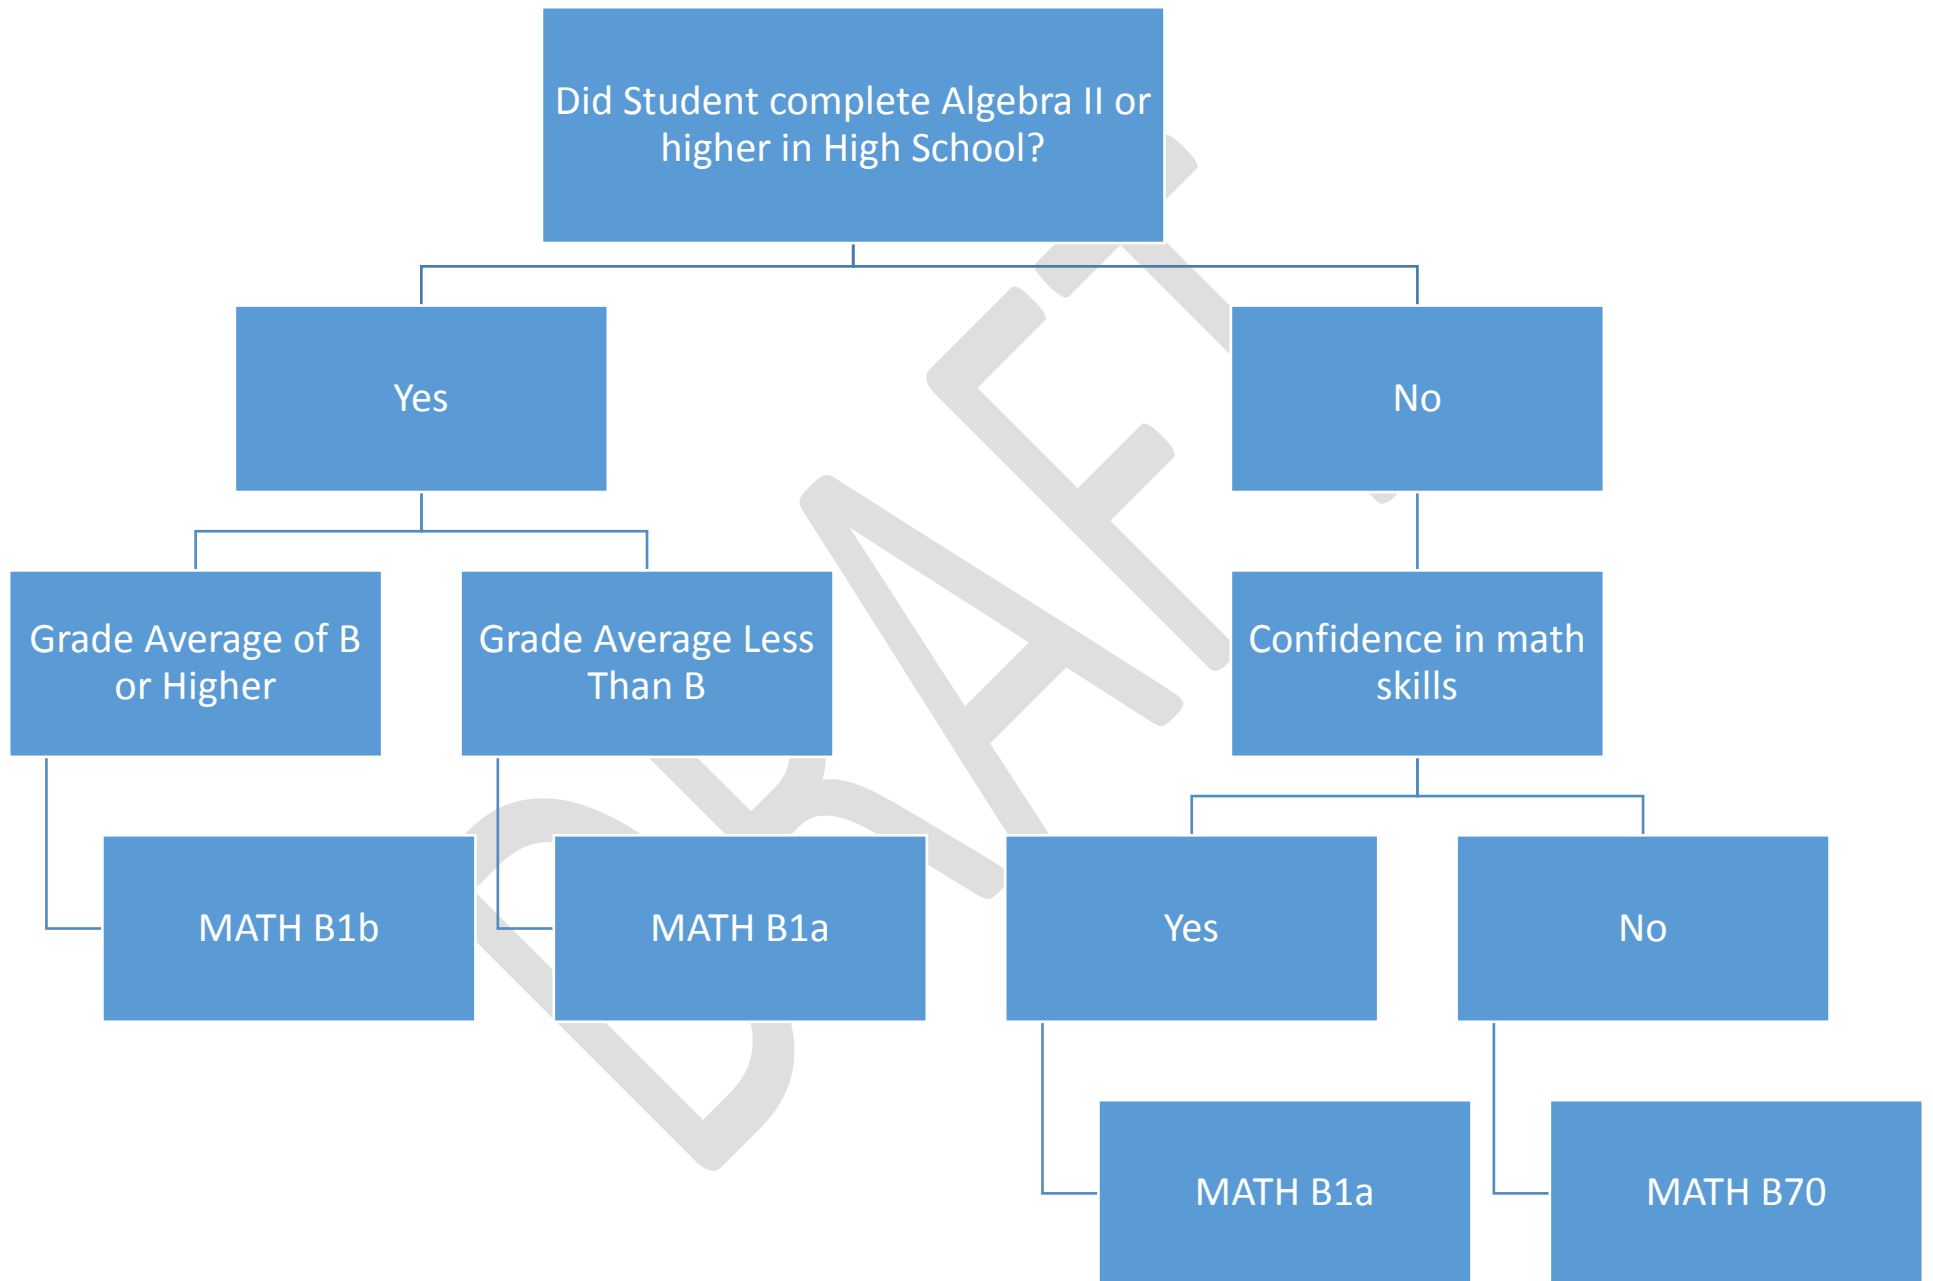 Did Student complete Algebra II or
higher in High School?
Yes
No
Grade Average of B
or Higher
Grade Average Less
Than B
Confidence in math
skills
MATH B1b
MATH B1a
Yes
No
MATH B1a
MATH B70
DRAFT